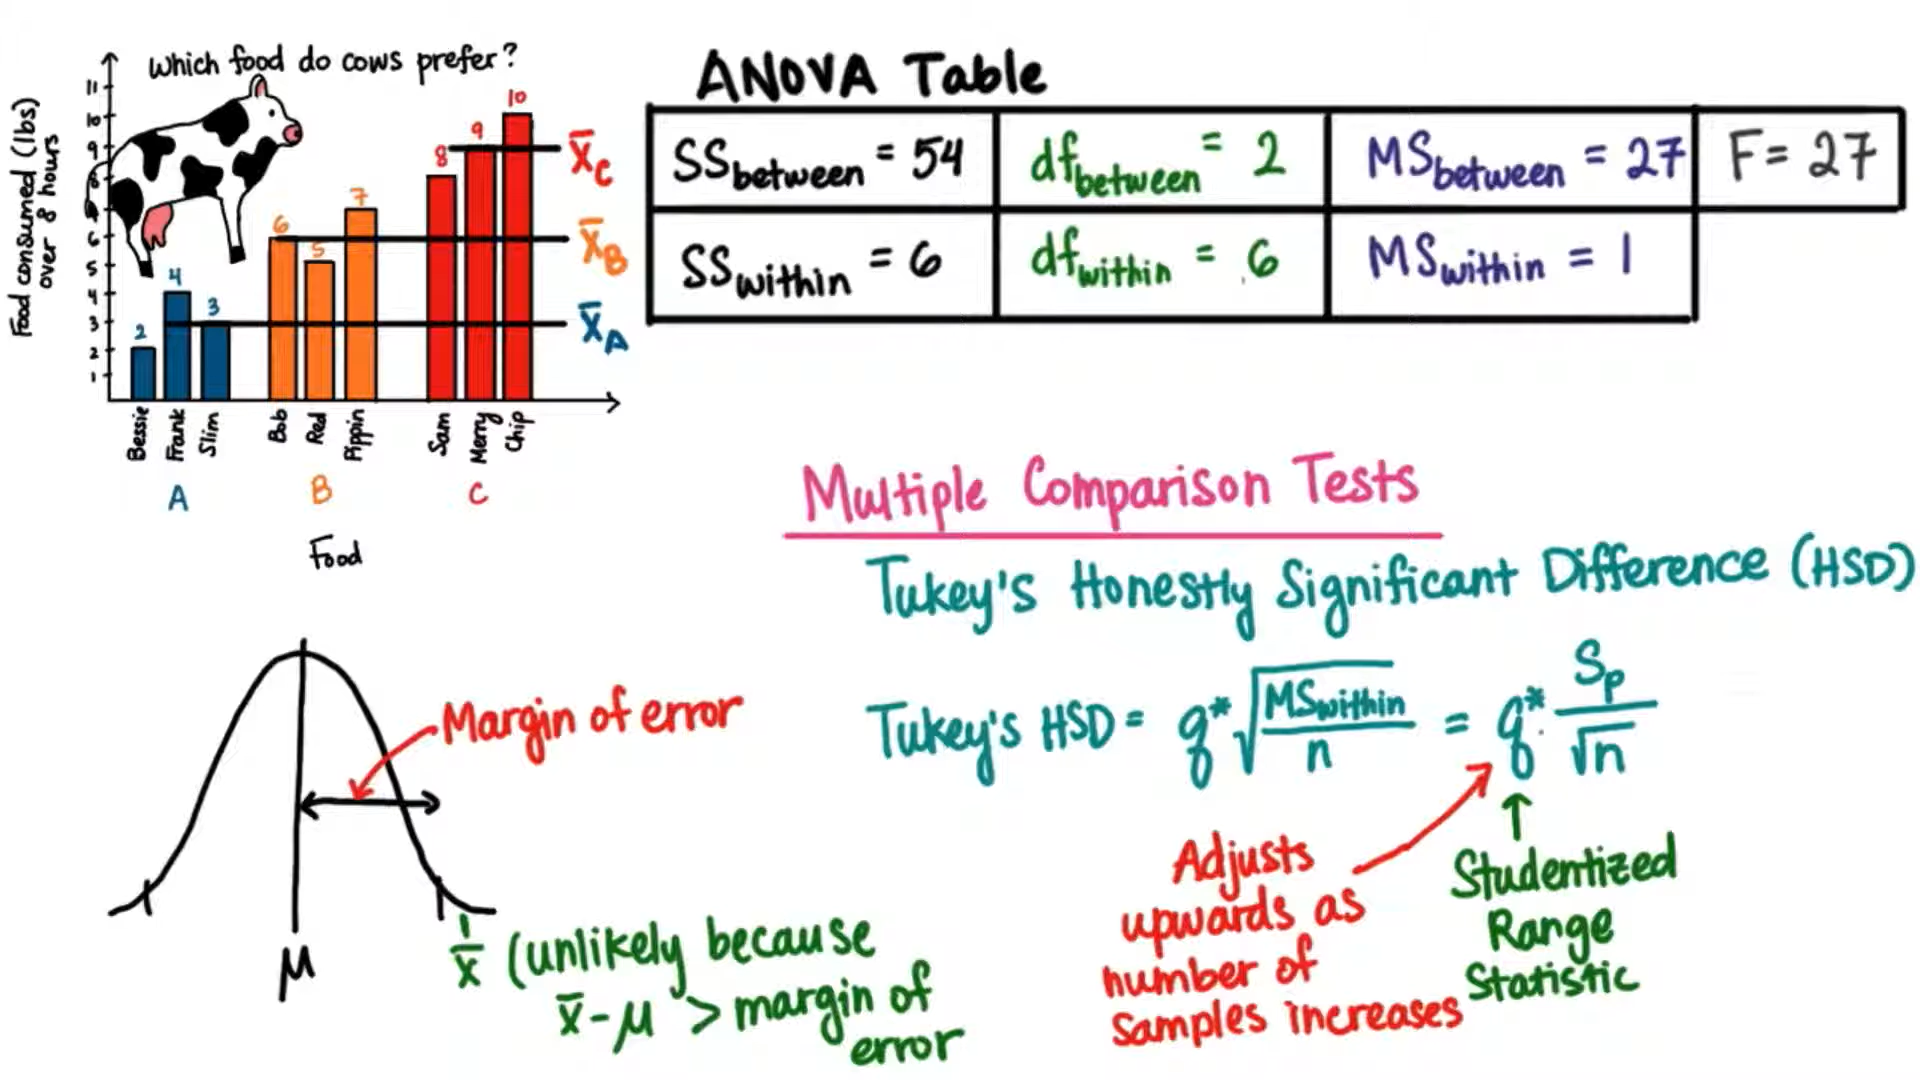 Which food do cows prefer?
Food consumed (lbs)
over 8 hours
11
10
9
8
7
6
5
4
3
2
1
2
4
3
6
5
7
8
9
10
x̄C
x̄B
x̄A
Bessie
Frank
Slim
Bob
Red
Pippin
Sam
Merry
Chip
A
B
C
Food
ANOVA Table
SSbetween = 54
dfbetween = 2
MSbetween = 27
F = 27
SSwithin = 6
dfwithin = 6
MSwithin = 1
Multiple Comparison Tests
Tukey's Honestly Significant Difference (HSD)
Tukey's HSD = q* √(MSwithin / n) = q* · Sp / √n
Adjusts
upwards as
number of
samples increases
Studentized
Range
Statistic
Margin of error
μ
x̄ (unlikely because
x̄ - μ > margin of
error